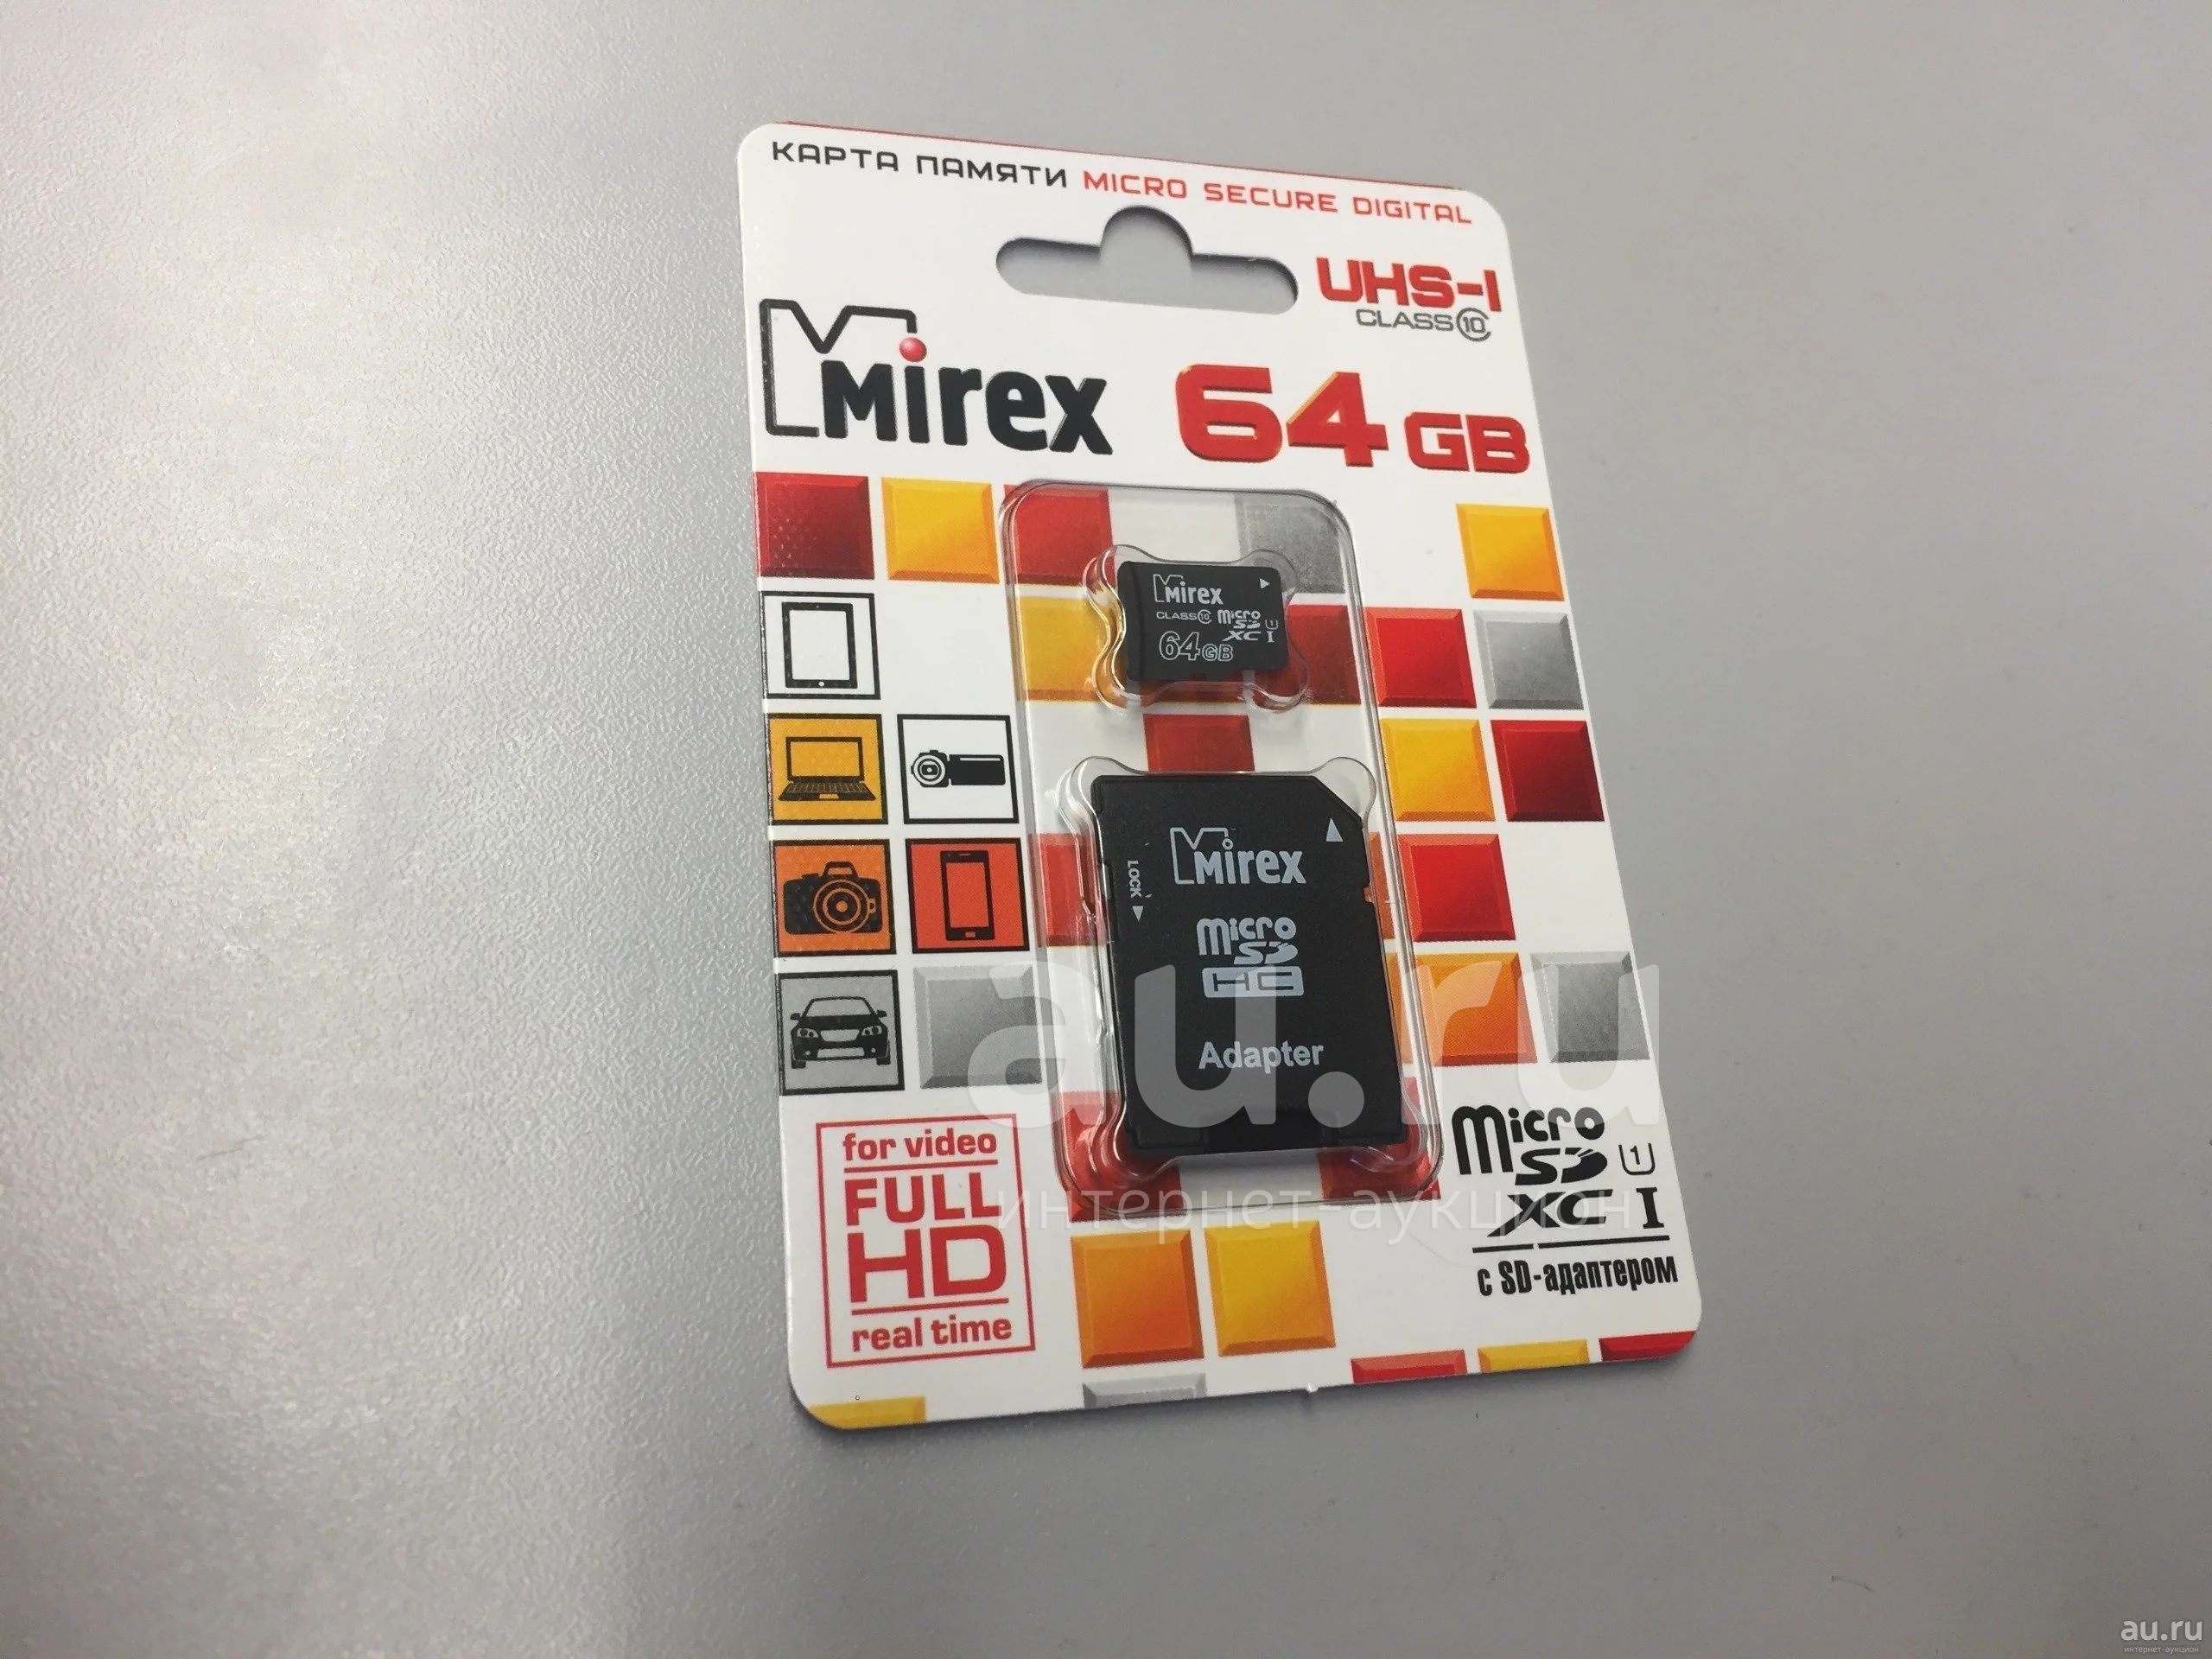 КАРТА ПАМЯТИ MICRO SECURE DIGITAL
UHS-I
CLASS 10
Mirex 64 GB
Mirex
CLASS 10 micro SD XC I U1
64GB
Mirex
LOCK
micro
SD
HC
Adapter
for video
FULL
HD
real time
micro
SD 1
XC I
с SD-адаптером
au.ru
интернет-аукцион
au.ru
интернет-аукцион